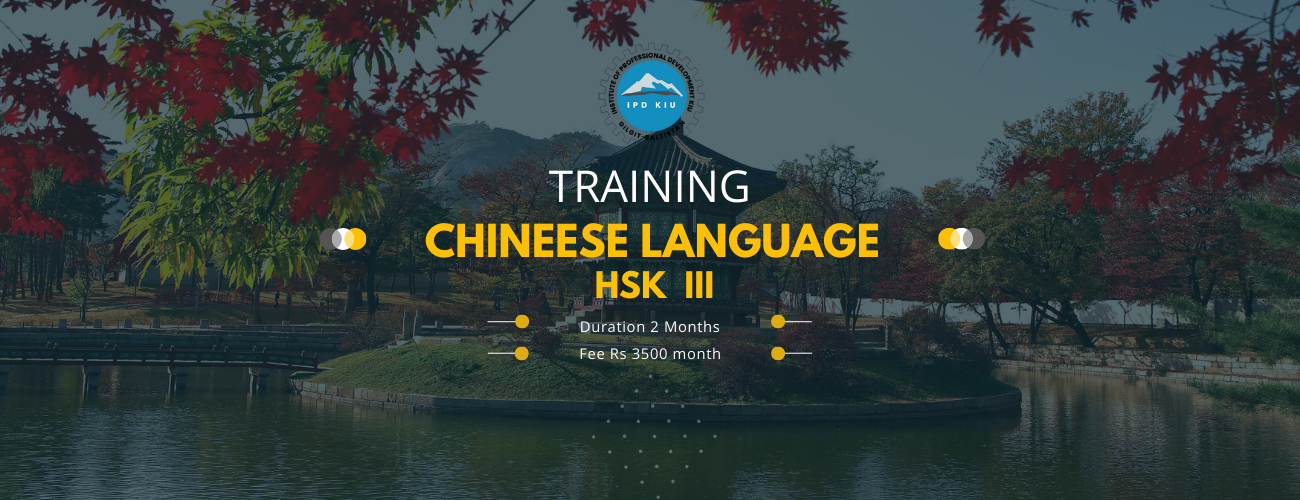 INSTITUTE OF PROFESSIONAL DEVELOPMENT KIU
IPD KIU
GILGIT-BALTISTAN
TRAINING
CHINEESE LANGUAGE
HSK III
Duration 2 Months
Fee Rs 3500 month